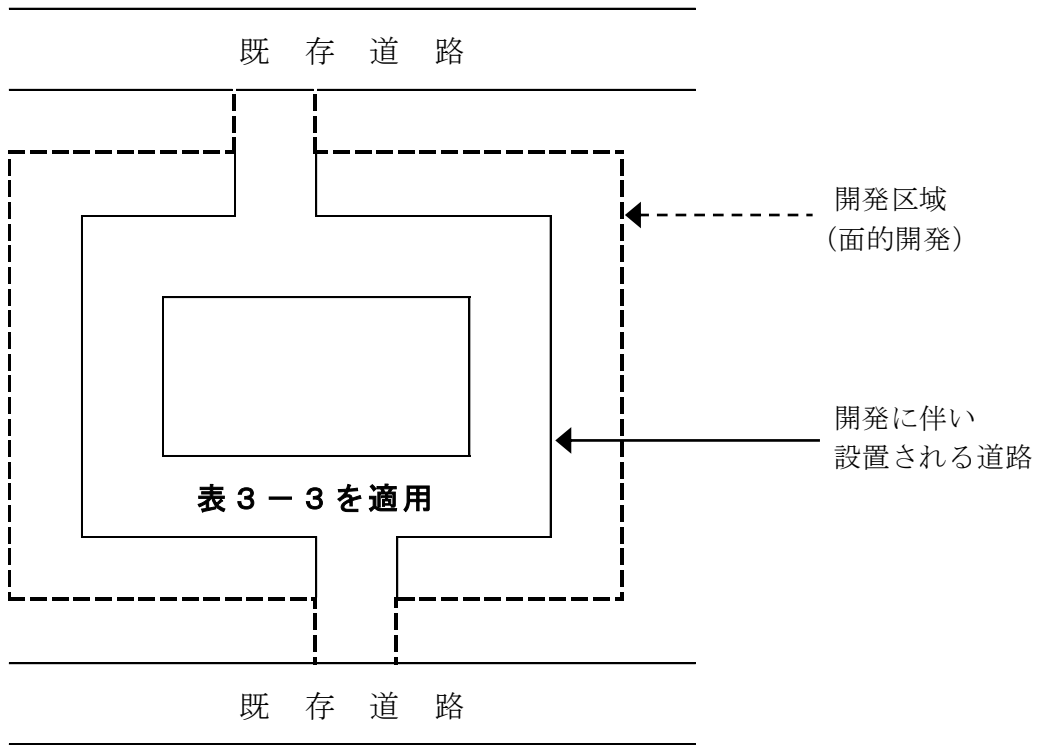 既存道路
開発区域
（面的開発）
開発に伴い
設置される道路
表３－３を適用
既存道路